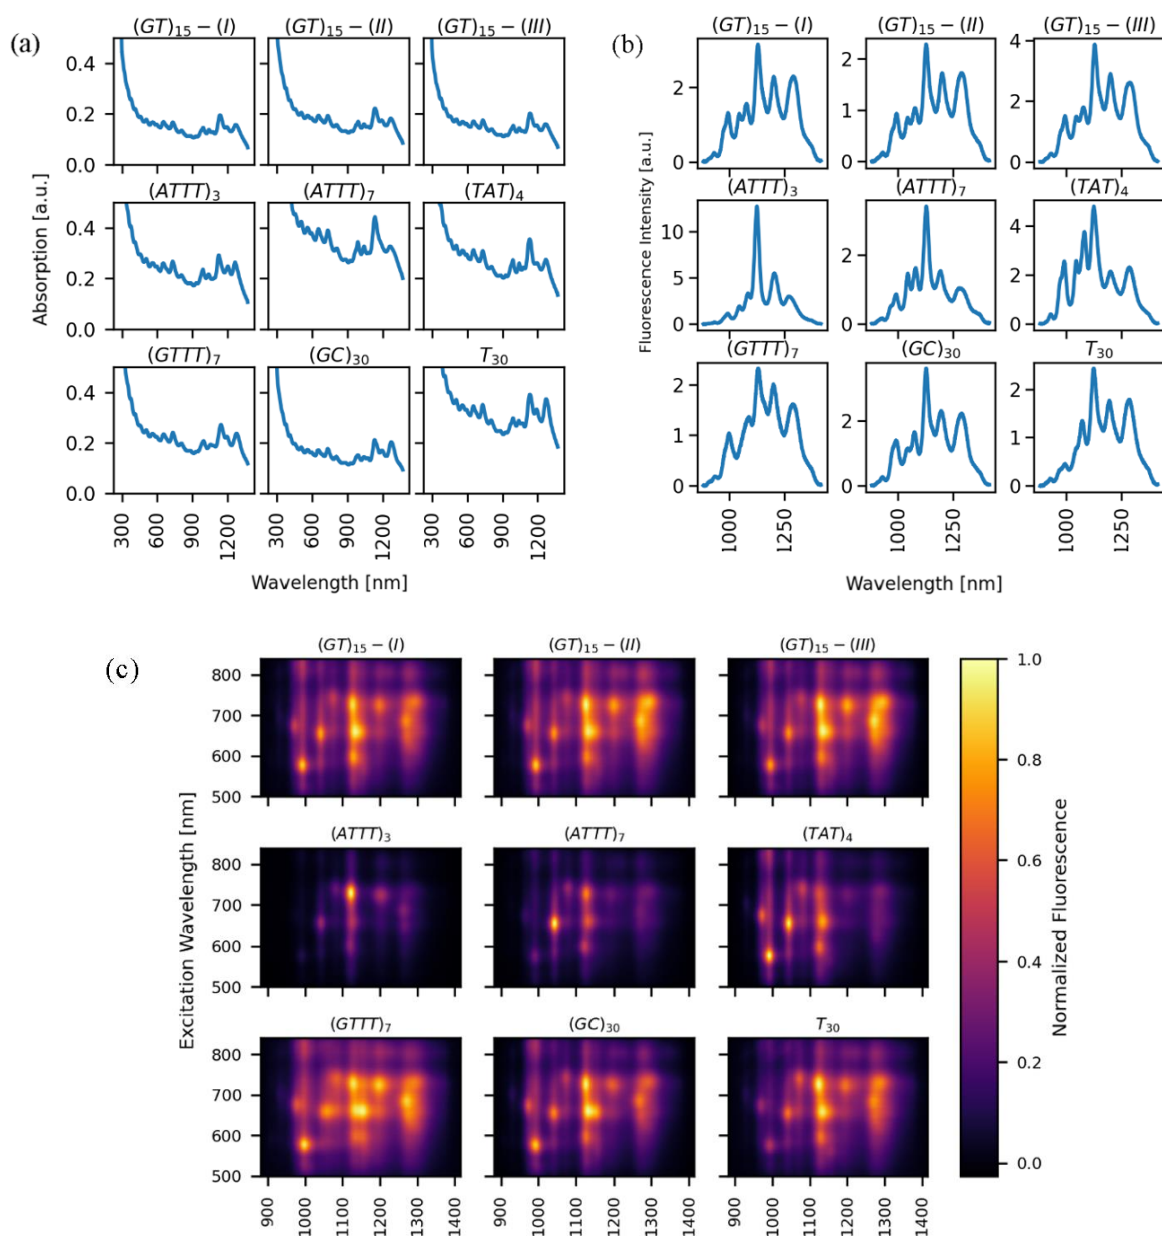 (a)
(GT)15 − (I) (GT)15 − (II) (GT)15 − (III)
0.4
0.2
0.0
(ATTT)3 (ATTT)7 (TAT)4
0.4
0.2
0.0
(GTTT)7 (GC)30 T30
0.4
0.2
0.0
300 600 900 1200 300 600 900 1200 300 600 900 1200
Absorption [a.u.]
Wavelength [nm]
(b)
(GT)15 − (I) (GT)15 − (II) (GT)15 − (III)
2 2 4
0 1 2
0 0
(ATTT)3 (ATTT)7 (TAT)4
10 2 4
5 0 2
0 0
(GTTT)7 (GC)30 T30
2 2 2
1 0 1
0 0
1000 1250 1000 1250 1000 1250
Fluorescence Intensity [a.u.]
Wavelength [nm]
(c)
(GT)15 − (I) (GT)15 − (II) (GT)15 − (III)
800
700
600
500
(ATTT)3 (ATTT)7 (TAT)4
800
700
600
500
(GTTT)7 (GC)30 T30
800
700
600
500
900 1000 1100 1200 1300 1400 900 1000 1100 1200 1300 1400 900 1000 1100 1200 1300 1400
Excitation Wavelength [nm]
1.0
0.8
0.6
0.4
0.2
0.0
Normalized Fluorescence